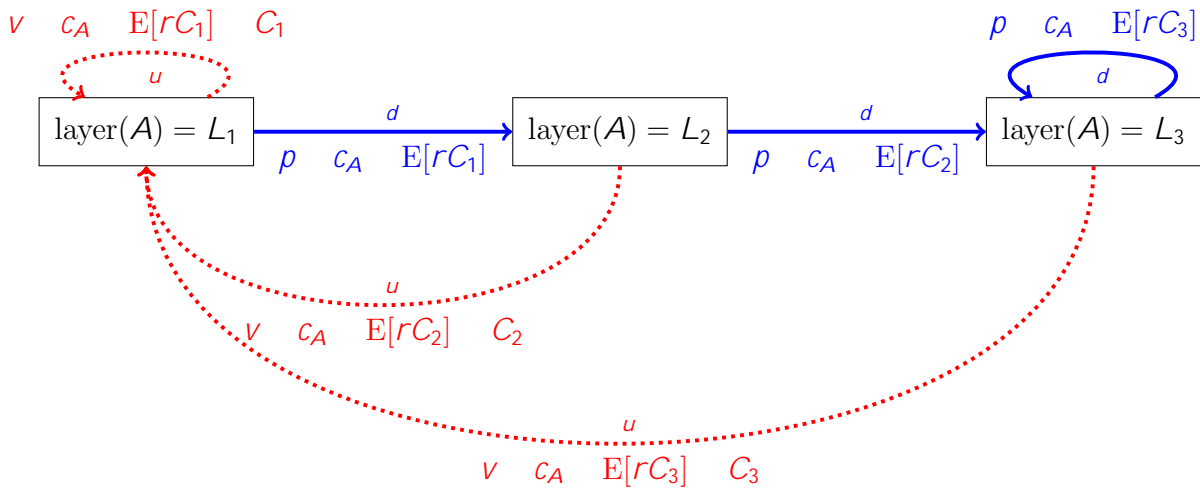 v c_A E[rC_1] C_1
p c_A E[rC_3]
u
d
layer(A) = L_1
d
layer(A) = L_2
d
layer(A) = L_3
p c_A E[rC_1]
p c_A E[rC_2]
u
v c_A E[rC_2] C_2
u
v c_A E[rC_3] C_3